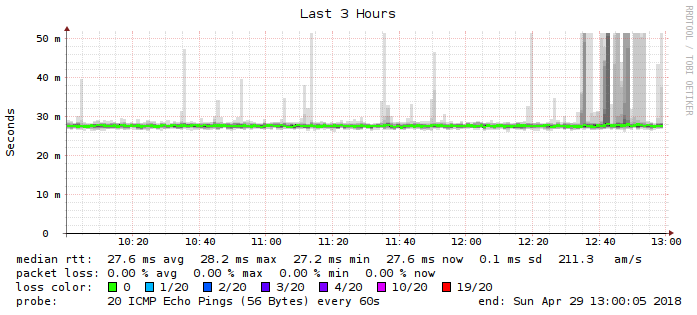 Last 3 Hours
RRDTOOL / TOBI OETIKER
Seconds
50 m
40 m
30 m
20 m
10 m
0
10:20 10:40 11:00 11:20 11:40 12:00 12:20 12:40 13:00
median rtt: 27.6 ms avg 28.2 ms max 27.2 ms min 27.6 ms now 0.1 ms sd 211.3 am/s
packet loss: 0.00 % avg 0.00 % max 0.00 % min 0.00 % now
loss color: 0 1/20 2/20 3/20 4/20 10/20 19/20
probe: 20 ICMP Echo Pings (56 Bytes) every 60s end: Sun Apr 29 13:00:05 2018